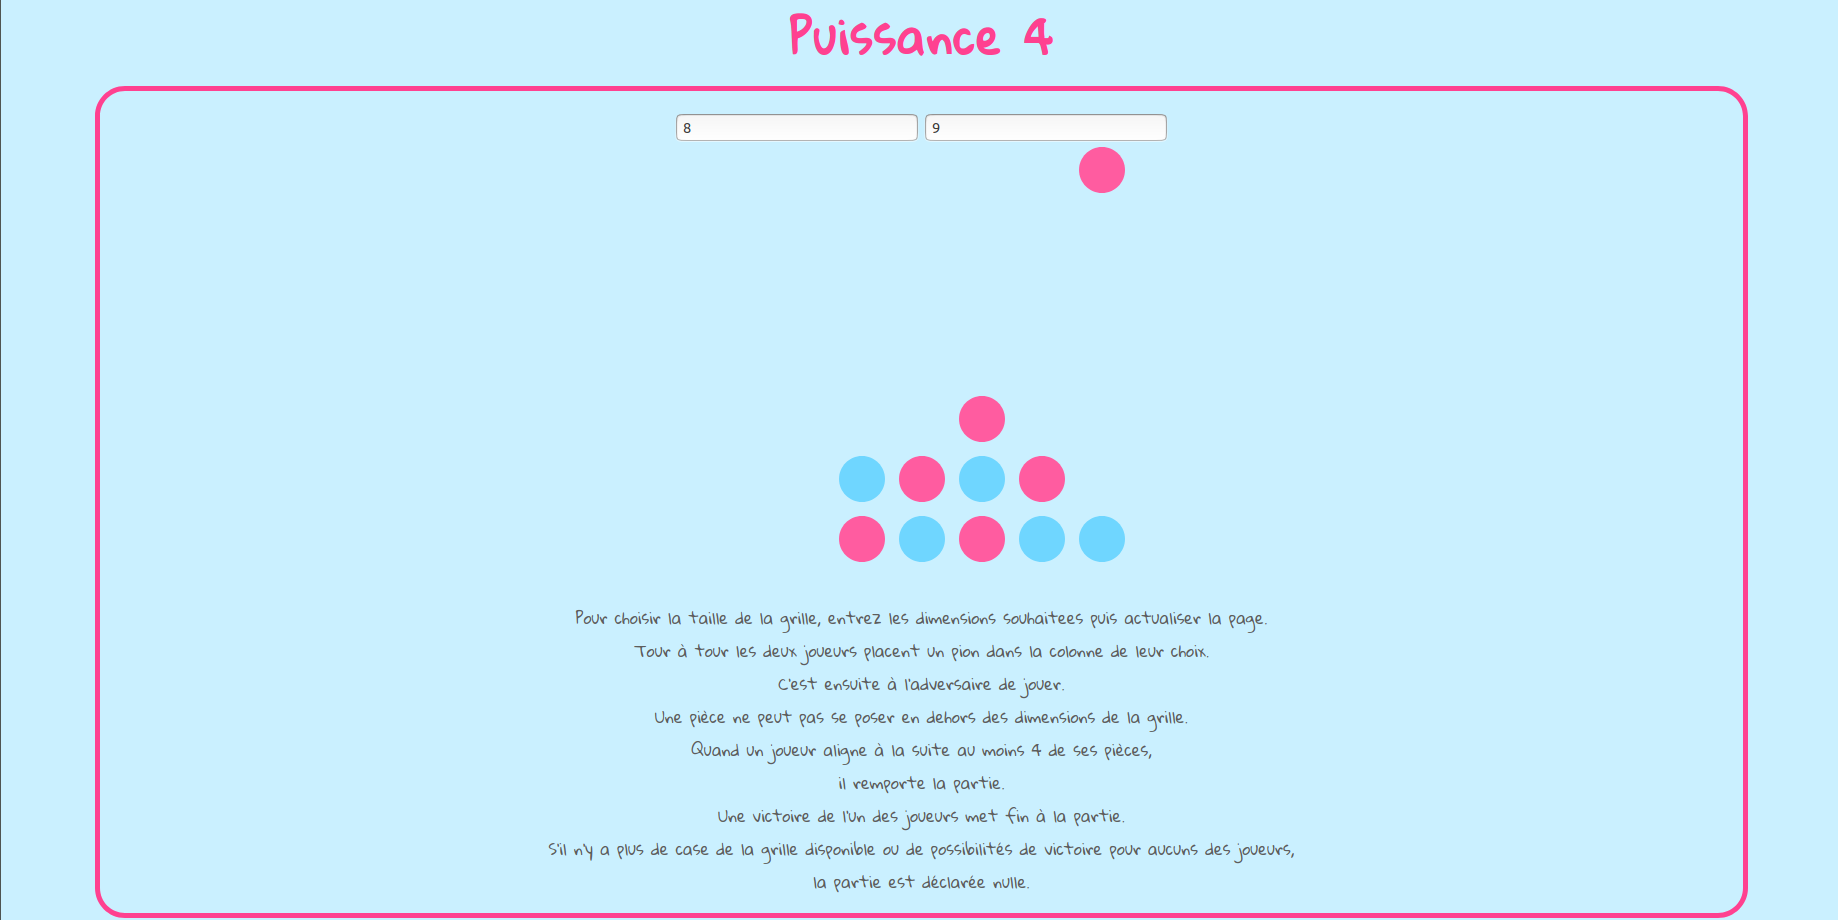 Puissance 4
8 9
Pour choisir la taille de la grille, entrez les dimensions souhaitees puis actualiser la page.
Tour à tour les deux joueurs placent un pion dans la colonne de leur choix.
C'est ensuite à l'adversaire de jouer.
Une pièce ne peut pas se poser en dehors des dimensions de la grille.
Quand un joueur aligne à la suite au moins 4 de ses pièces,
il remporte la partie.
Une victoire de l'un des joueurs met fin à la partie.
S'il n'y a plus de case de la grille disponible ou de possibilités de victoire pour aucuns des joueurs,
la partie est déclarée nulle.